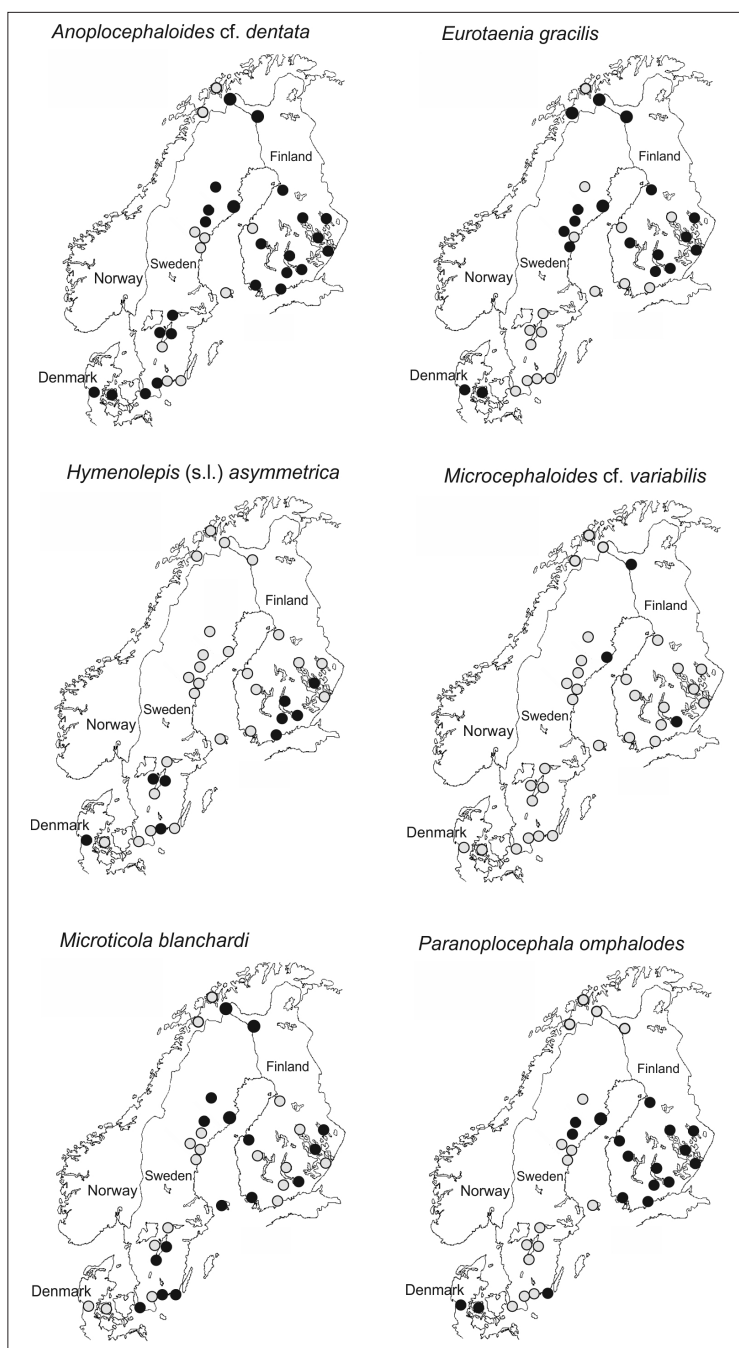 Anoplocephaloides cf. dentata
Finland
Norway
Sweden
Denmark
Eurotaenia gracilis
Finland
Norway
Sweden
Denmark
Hymenolepis (s.l.) asymmetrica
Finland
Norway
Sweden
Denmark
Microcephaloides cf. variabilis
Finland
Norway
Sweden
Denmark
Microticola blanchardi
Finland
Norway
Sweden
Denmark
Paranoplocephala omphalodes
Finland
Norway
Sweden
Denmark